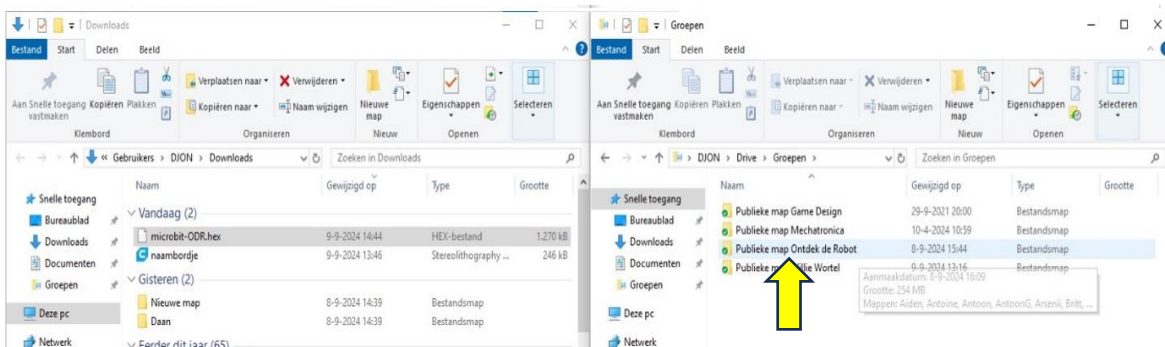 Downloads
Bestand Start Delen Beeld
Aan Snelle toegang vastmaken
Kopiëren
Plakken
Verplaatsen naar
Kopiëren naar
Verwijderen
Naam wijzigen
Nieuwe map
Eigenschappen
Selecteren
Klembord Organiseren Nieuw Openen
« Gebruikers > DJON > Downloads
Zoeken in Downloads
Naam Gewijzigd op Type Grootte
Snelle toegang
Bureaublad
Downloads
Documenten
Groepen
Deze pc
Netwerk
Vandaag (2)
microbit-ODR.hex 9-9-2024 14:44 HEX-bestand 1.270 kB
naambordje 9-9-2024 13:46 Stereolithography ... 246 kB
Gisteren (2)
Nieuwe map 8-9-2024 14:39 Bestandsmap
Daan 8-9-2024 14:39 Bestandsmap
Eerder dit jaar (65)
Groepen
Bestand Start Delen Beeld
Aan Snelle toegang vastmaken
Kopiëren
Plakken
Verplaatsen naar
Kopiëren naar
Verwijderen
Naam wijzigen
Nieuwe map
Eigenschappen
Selecteren
Klembord Organiseren Nieuw Openen
> DJON > Drive > Groepen >
Zoeken in Groepen
Naam Gewijzigd op Type Grootte
Snelle toegang
Bureaublad
Downloads
Documenten
Groepen
Deze pc
Netwerk
Publieke map Game Design 29-9-2021 20:00 Bestandsmap
Publieke map Mechatronica 10-4-2024 10:59 Bestandsmap
Publieke map Ontdek de Robot 8-9-2024 15:44 Bestandsmap
Publieke Wortel 9-9-2024 13:16 Bestandsmap
Aanmaakdatum: 8-9-2024 16:09
Grootte: 254 MB
Mappen: Aiden, Antoine, Antoon, AntoonG, Arsenii, Britt, ...